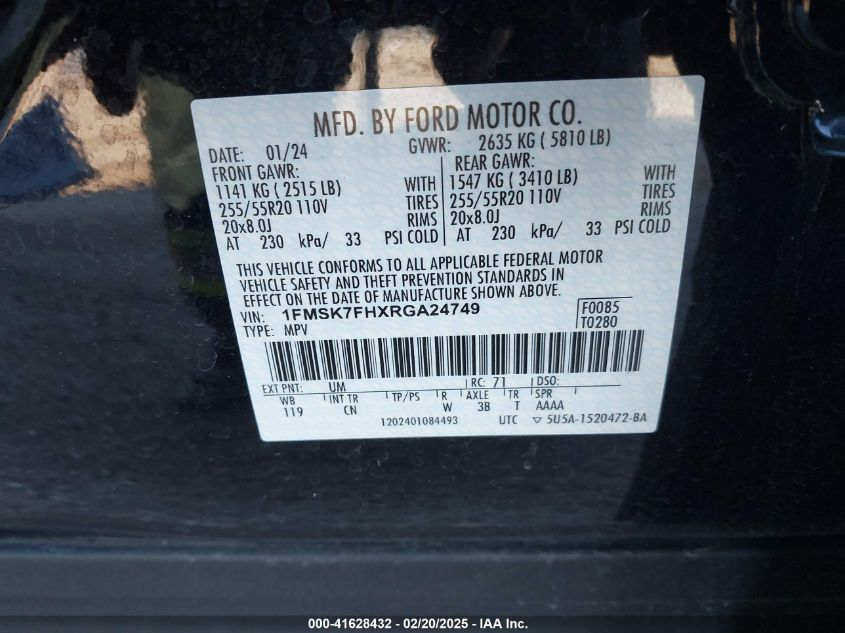 MFD. BY FORD MOTOR CO.
DATE: 01/24 GVWR: 2635 KG ( 5810 LB)
FRONT GAWR: REAR GAWR:
1141 KG ( 2515 LB) WITH 1547 KG ( 3410 LB) WITH
255/55R20 110V TIRES 255/55R20 110V TIRES
20x8.0J RIMS 20x8.0J RIMS
AT 230 kPa/ 33 PSI COLD AT 230 kPa/ 33 PSI COLD
THIS VEHICLE CONFORMS TO ALL APPLICABLE FEDERAL MOTOR
VEHICLE SAFETY AND THEFT PREVENTION STANDARDS IN
EFFECT ON THE DATE OF MANUFACTURE SHOWN ABOVE.
VIN: 1FMSK7FHXRGA24749 F0085
TYPE: MPV T0280
EXT PNT: UM RC: 71 DSO:
WB INT TR TP/PS R AXLE TR SPR
119 CN W 3B T AAAA
1202401084493 UTC ▽ 5U5A-1520472-BA
000-41628432 - 02/20/2025 - IAA Inc.